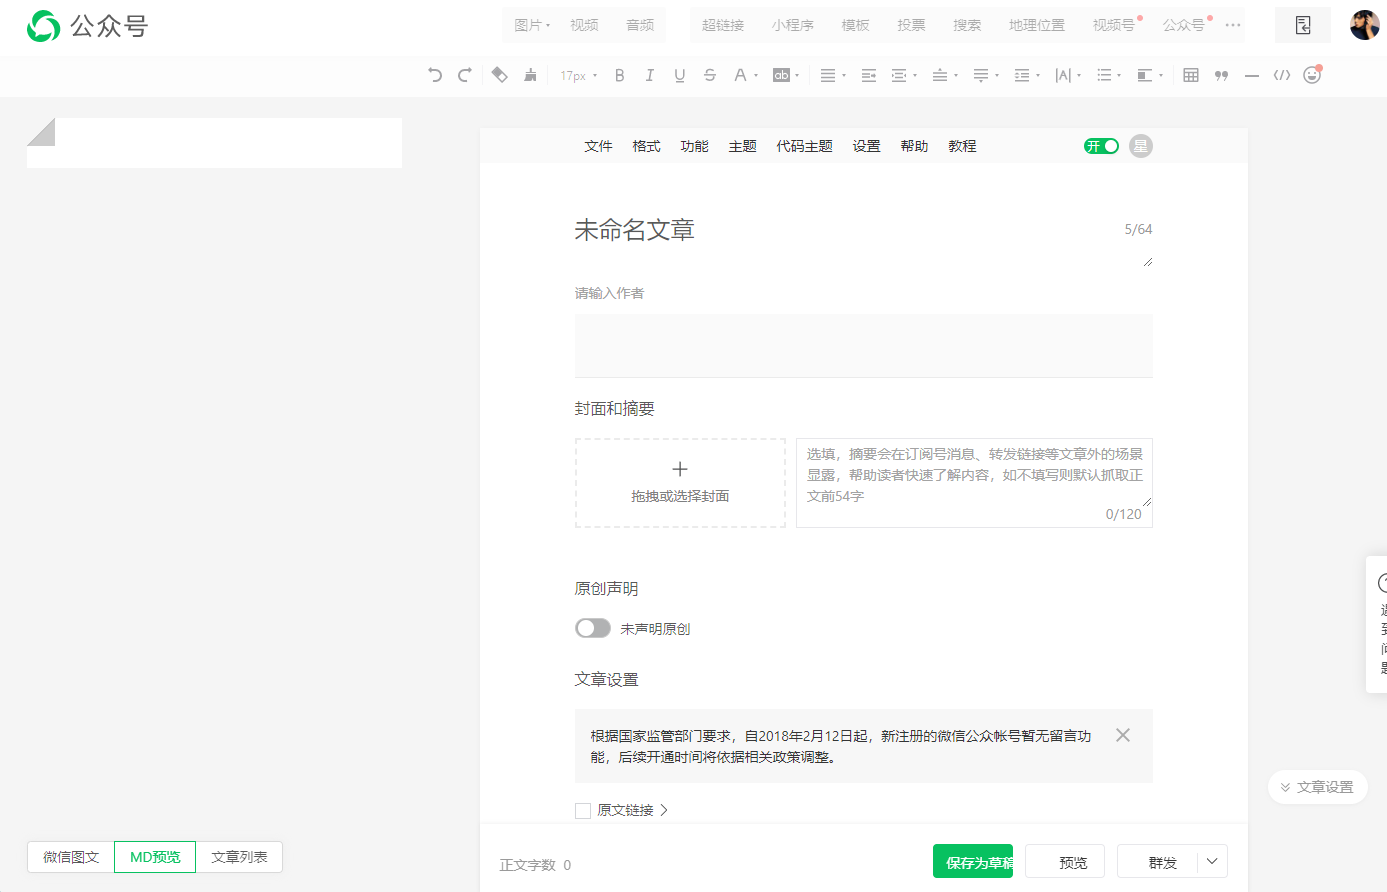 公众号
图片 视频 音频 超链接 小程序 模板 投票 搜索 地理位置 视频号 公众号 ···
17px B I U S A ab |A|
文件 格式 功能 主题 代码主题 设置 帮助 教程 开 星
未命名文章 5/64
请输入作者
封面和摘要
拖拽或选择封面
选填，摘要会在订阅号消息、转发链接等文章外的场景
显露，帮助读者快速了解内容，如不填写则默认抓取正
文前54字
0/120
原创声明
未声明原创
文章设置
根据国家监管部门要求，自2018年2月12日起，新注册的微信公众帐号暂无留言功
能，后续开通时间将依据相关政策调整。
原文链接
文章设置
微信图文 MD预览 文章列表
正文字数 0 保存为草稿 预览 群发